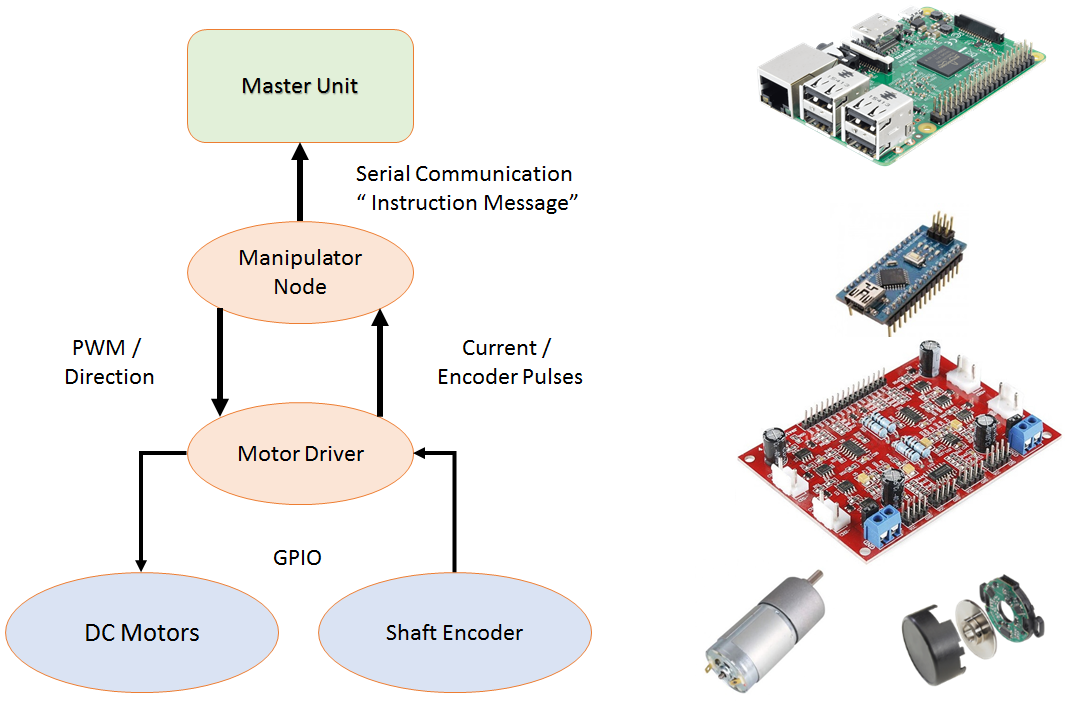 Master Unit
Serial Communication
“ Instruction Message”
Manipulator
Node
PWM /
Direction
Current /
Encoder Pulses
Motor Driver
GPIO
DC Motors
Shaft Encoder